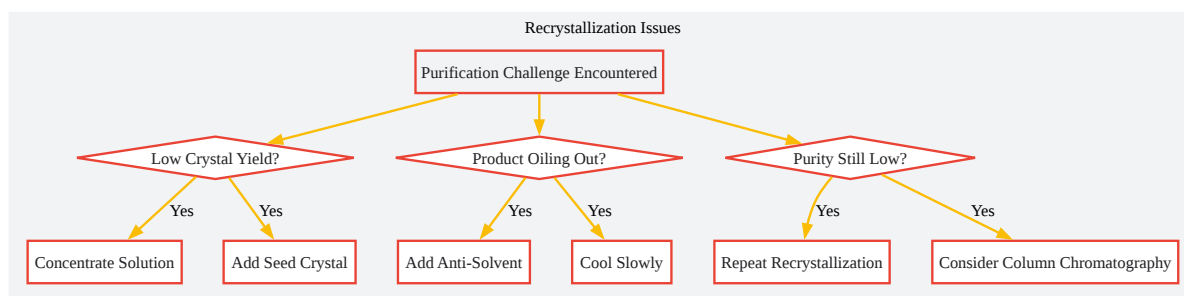 Recrystallization Issues
Purification Challenge Encountered
Low Crystal Yield?
Product Oiling Out?
Purity Still Low?
Yes
Yes
Yes
Yes
Yes
Yes
Concentrate Solution
Add Seed Crystal
Add Anti-Solvent
Cool Slowly
Repeat Recrystallization
Consider Column Chromatography